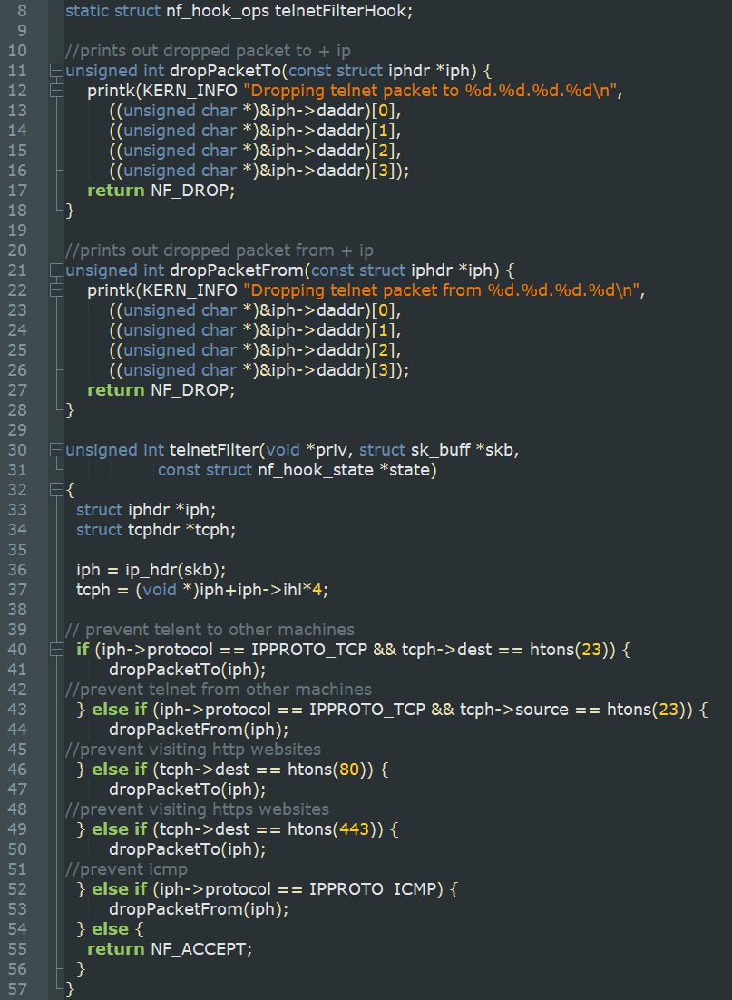 8 static struct nf_hook_ops telnetFilterHook;
9
10 //prints out dropped packet to + ip
11 unsigned int dropPacketTo(const struct iphdr *iph) {
12     printk(KERN_INFO "Dropping telnet packet to %d.%d.%d.%d\n",
13         ((unsigned char *)&iph->daddr)[0],
14         ((unsigned char *)&iph->daddr)[1],
15         ((unsigned char *)&iph->daddr)[2],
16         ((unsigned char *)&iph->daddr)[3]);
17     return NF_DROP;
18 }
19
20 //prints out dropped packet from + ip
21 unsigned int dropPacketFrom(const struct iphdr *iph) {
22     printk(KERN_INFO "Dropping telnet packet from %d.%d.%d.%d\n",
23         ((unsigned char *)&iph->daddr)[0],
24         ((unsigned char *)&iph->daddr)[1],
25         ((unsigned char *)&iph->daddr)[2],
26         ((unsigned char *)&iph->daddr)[3]);
27     return NF_DROP;
28 }
29
30 unsigned int telnetFilter(void *priv, struct sk_buff *skb,
31                 const struct nf_hook_state *state)
32 {
33   struct iphdr *iph;
34   struct tcphdr *tcph;
35
36   iph = ip_hdr(skb);
37   tcph = (void *)iph+iph->ihl*4;
38
39 // prevent telent to other machines
40   if (iph->protocol == IPPROTO_TCP && tcph->dest == htons(23)) {
41         dropPacketTo(iph);
42 //prevent telnet from other machines
43   } else if (iph->protocol == IPPROTO_TCP && tcph->source == htons(23)) {
44         dropPacketFrom(iph);
45 //prevent visiting http websites
46   } else if (tcph->dest == htons(80)) {
47         dropPacketTo(iph);
48 //prevent visiting https websites
49   } else if (tcph->dest == htons(443)) {
50         dropPacketTo(iph);
51 //prevent icmp
52   } else if (iph->protocol == IPPROTO_ICMP) {
53         dropPacketFrom(iph);
54   } else {
55     return NF_ACCEPT;
56   }
57 }